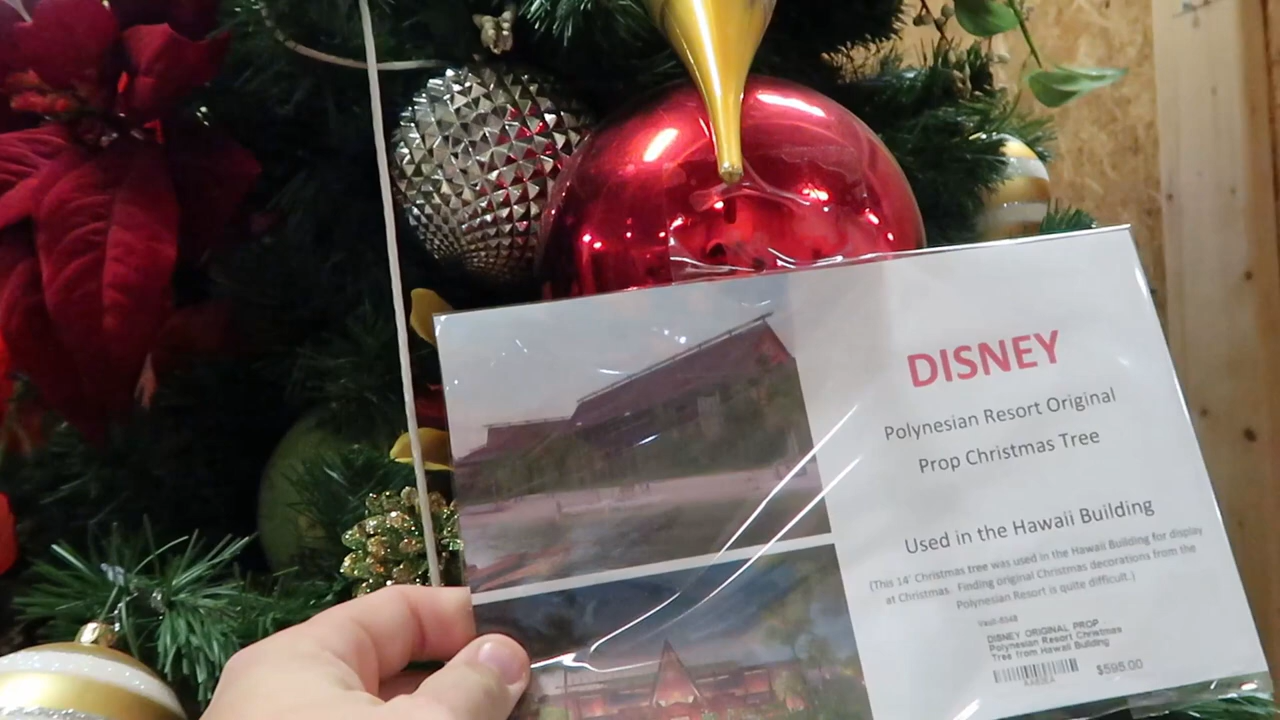 DISNEY
Polynesian Resort Original
Prop Christmas Tree
Used in the Hawaii Building
(This 14' Christmas tree was used in the Hawaii Building for display
at Christmas. Finding original Christmas decorations from the
Polynesian Resort is quite difficult.)
Vault-8348
DISNEY ORIGINAL PROP
Polynesian Resort Christmas
Tree from Hawaii Building
$595.00